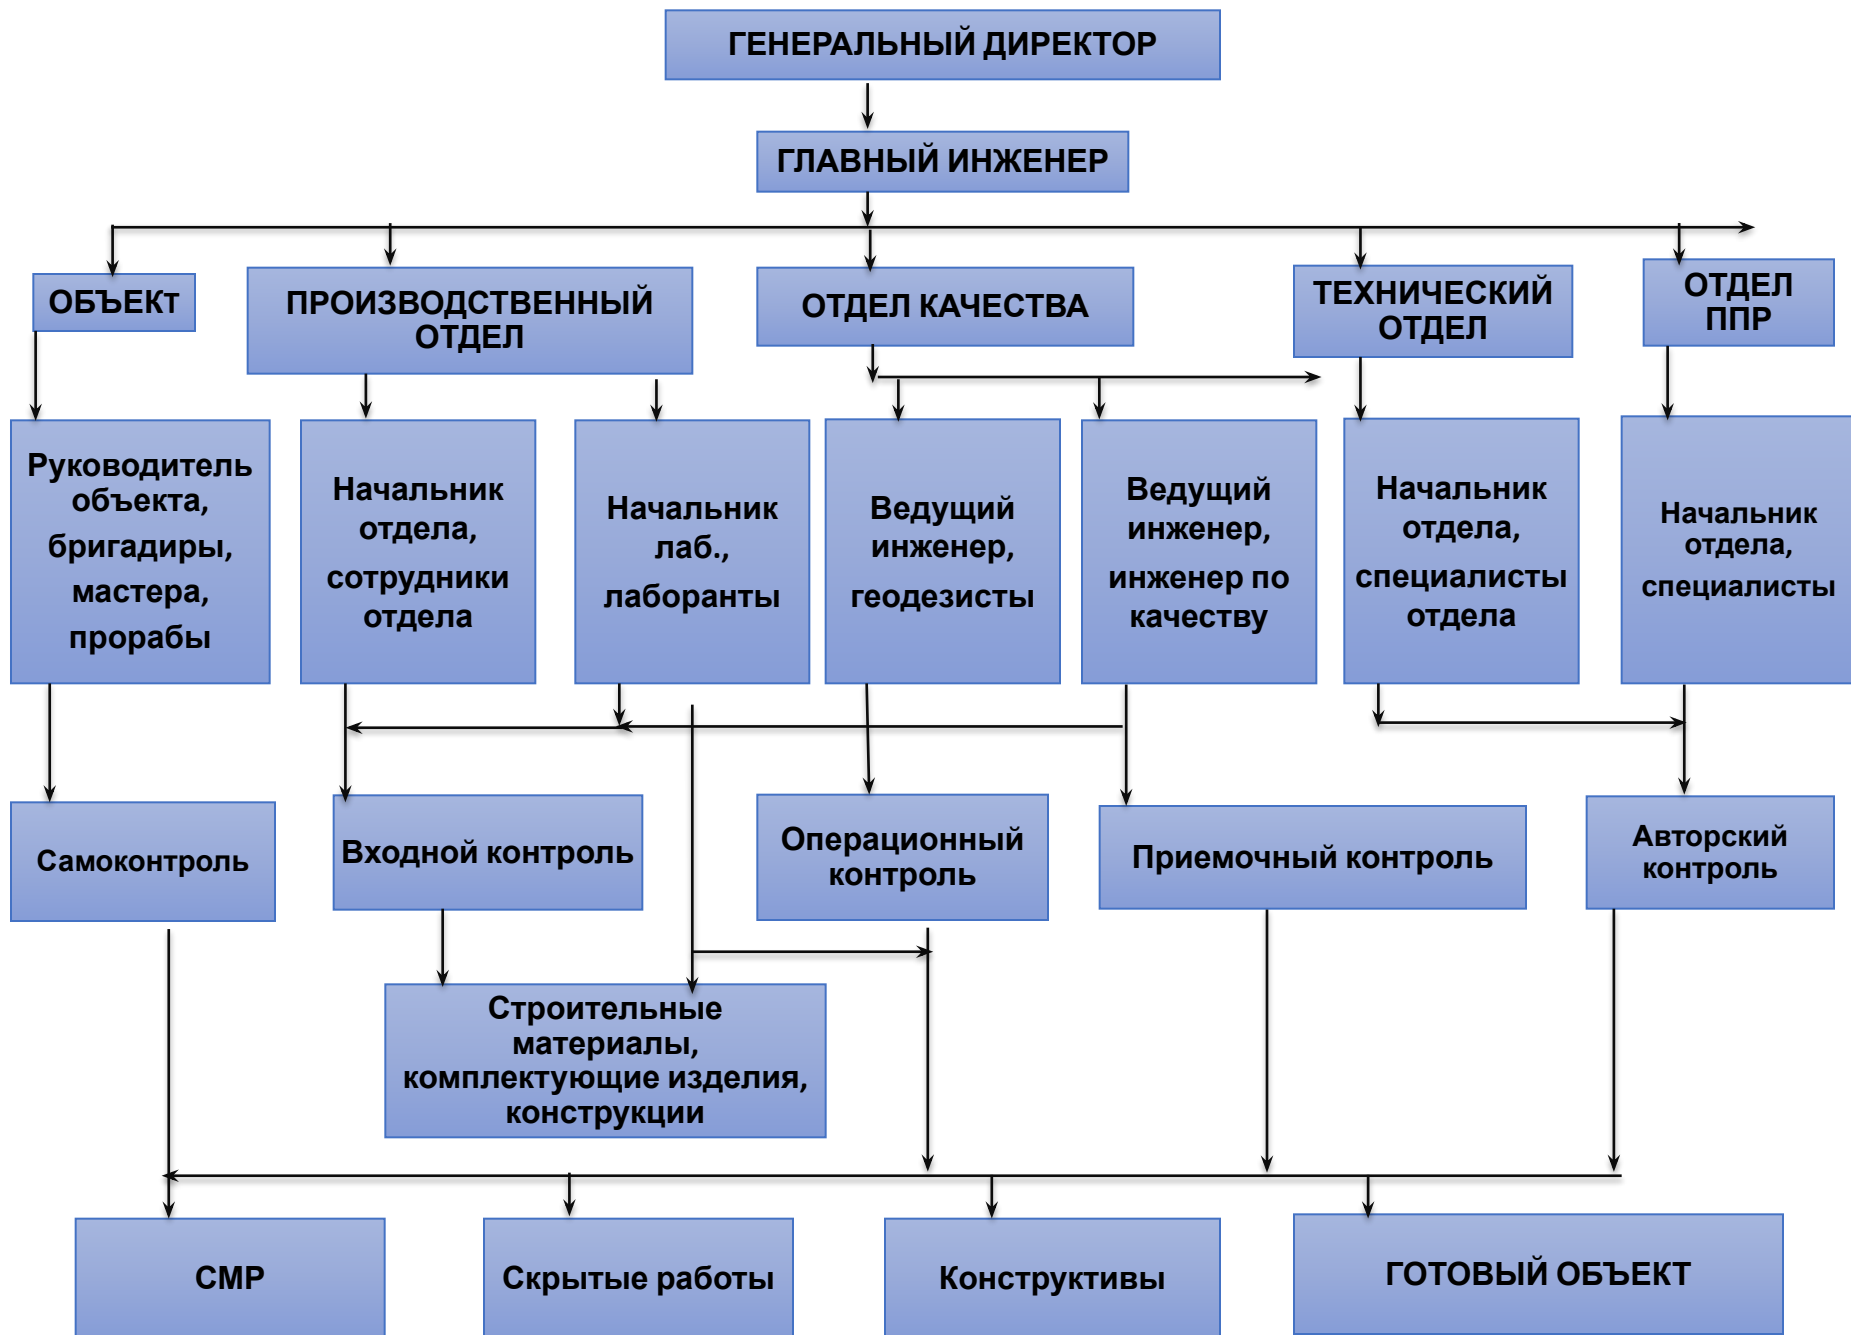 ГЕНЕРАЛЬНЫЙ ДИРЕКТОР
ГЛАВНЫЙ ИНЖЕНЕР
ОБЪЕКт
ПРОИЗВОДСТВЕННЫЙ
ОТДЕЛ
ОТДЕЛ КАЧЕСТВА
ТЕХНИЧЕСКИЙ
ОТДЕЛ
ОТДЕЛ
ППР
Руководитель
объекта,
бригадиры,
мастера,
прорабы
Начальник
отдела,
сотрудники
отдела
Начальник
лаб.,
лаборанты
Ведущий
инженер,
геодезисты
Ведущий
инженер,
инженер по
качеству
Начальник
отдела,
специалисты
отдела
Начальник
отдела,
специалисты
Самоконтроль
Входной контроль
Операционный
контроль
Приемочный контроль
Авторский
контроль
Строительные
материалы,
комплектующие изделия,
конструкции
СМР
Скрытые работы
Конструктивы
ГОТОВЫЙ ОБЪЕКТ